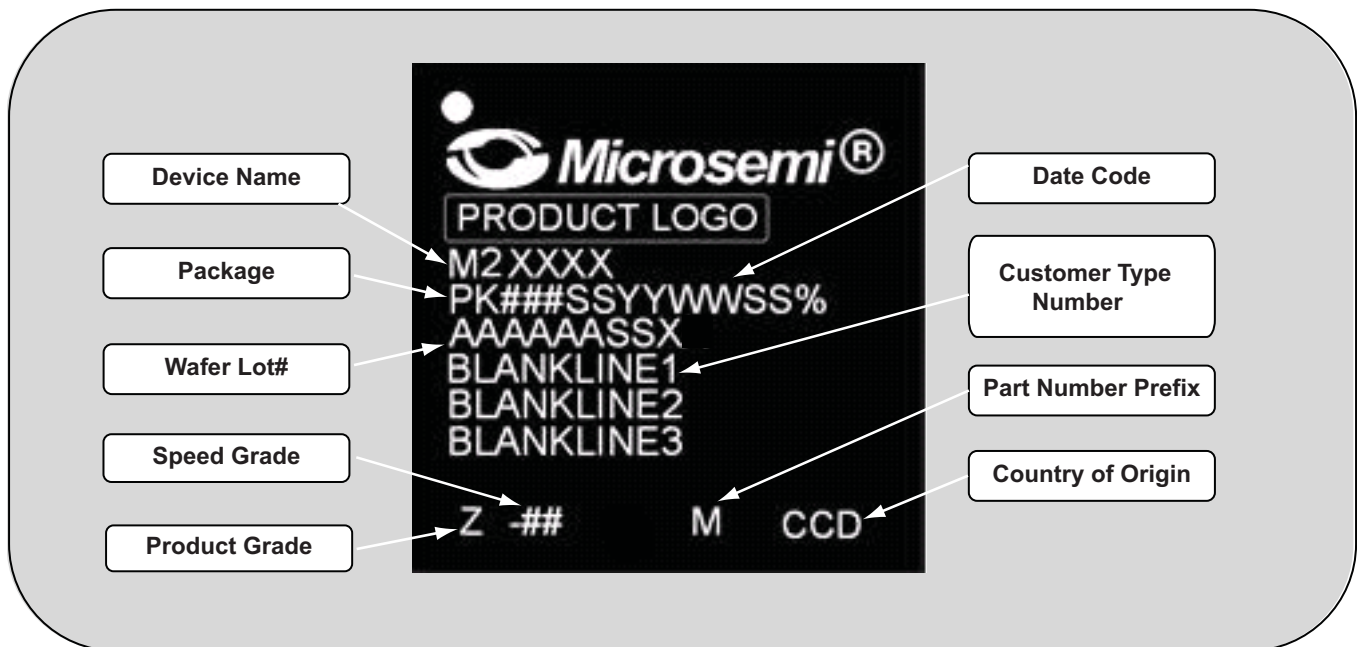 Device Name
Package
Wafer Lot#
Speed Grade
Product Grade
Microsemi®
PRODUCT LOGO
M2XXXX
PK###SSYYWWSS%
AAAAAASSX
BLANKLINE1
BLANKLINE2
BLANKLINE3
Z -## M CCD
Date Code
Customer Type
Number
Part Number Prefix
Country of Origin